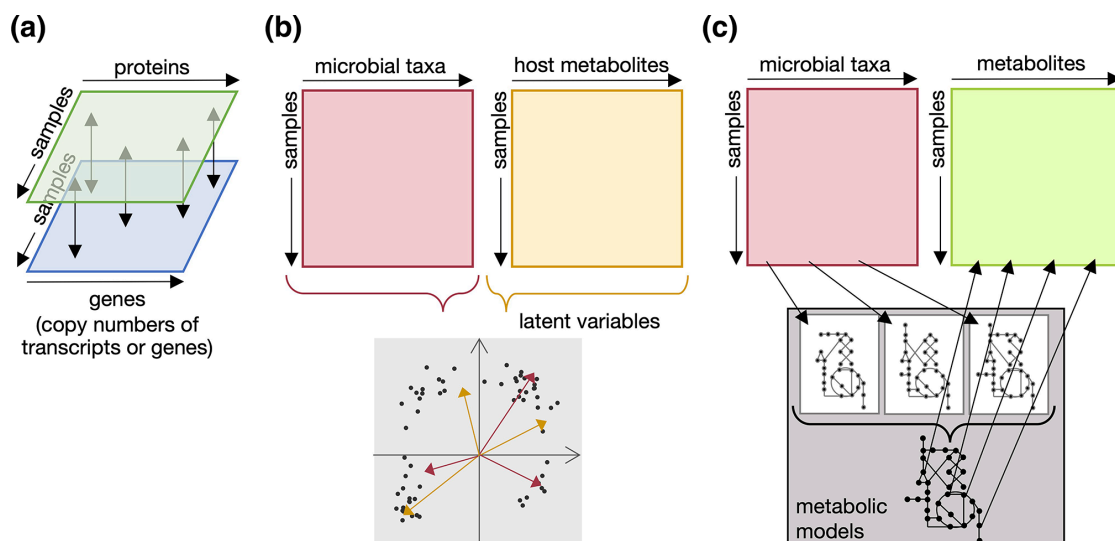 (a)
proteins
samples
samples
genes
(copy numbers of
transcripts or genes)
(b)
microbial taxa
host metabolites
samples
samples
latent variables
(c)
microbial taxa
metabolites
samples
samples
metabolic
models